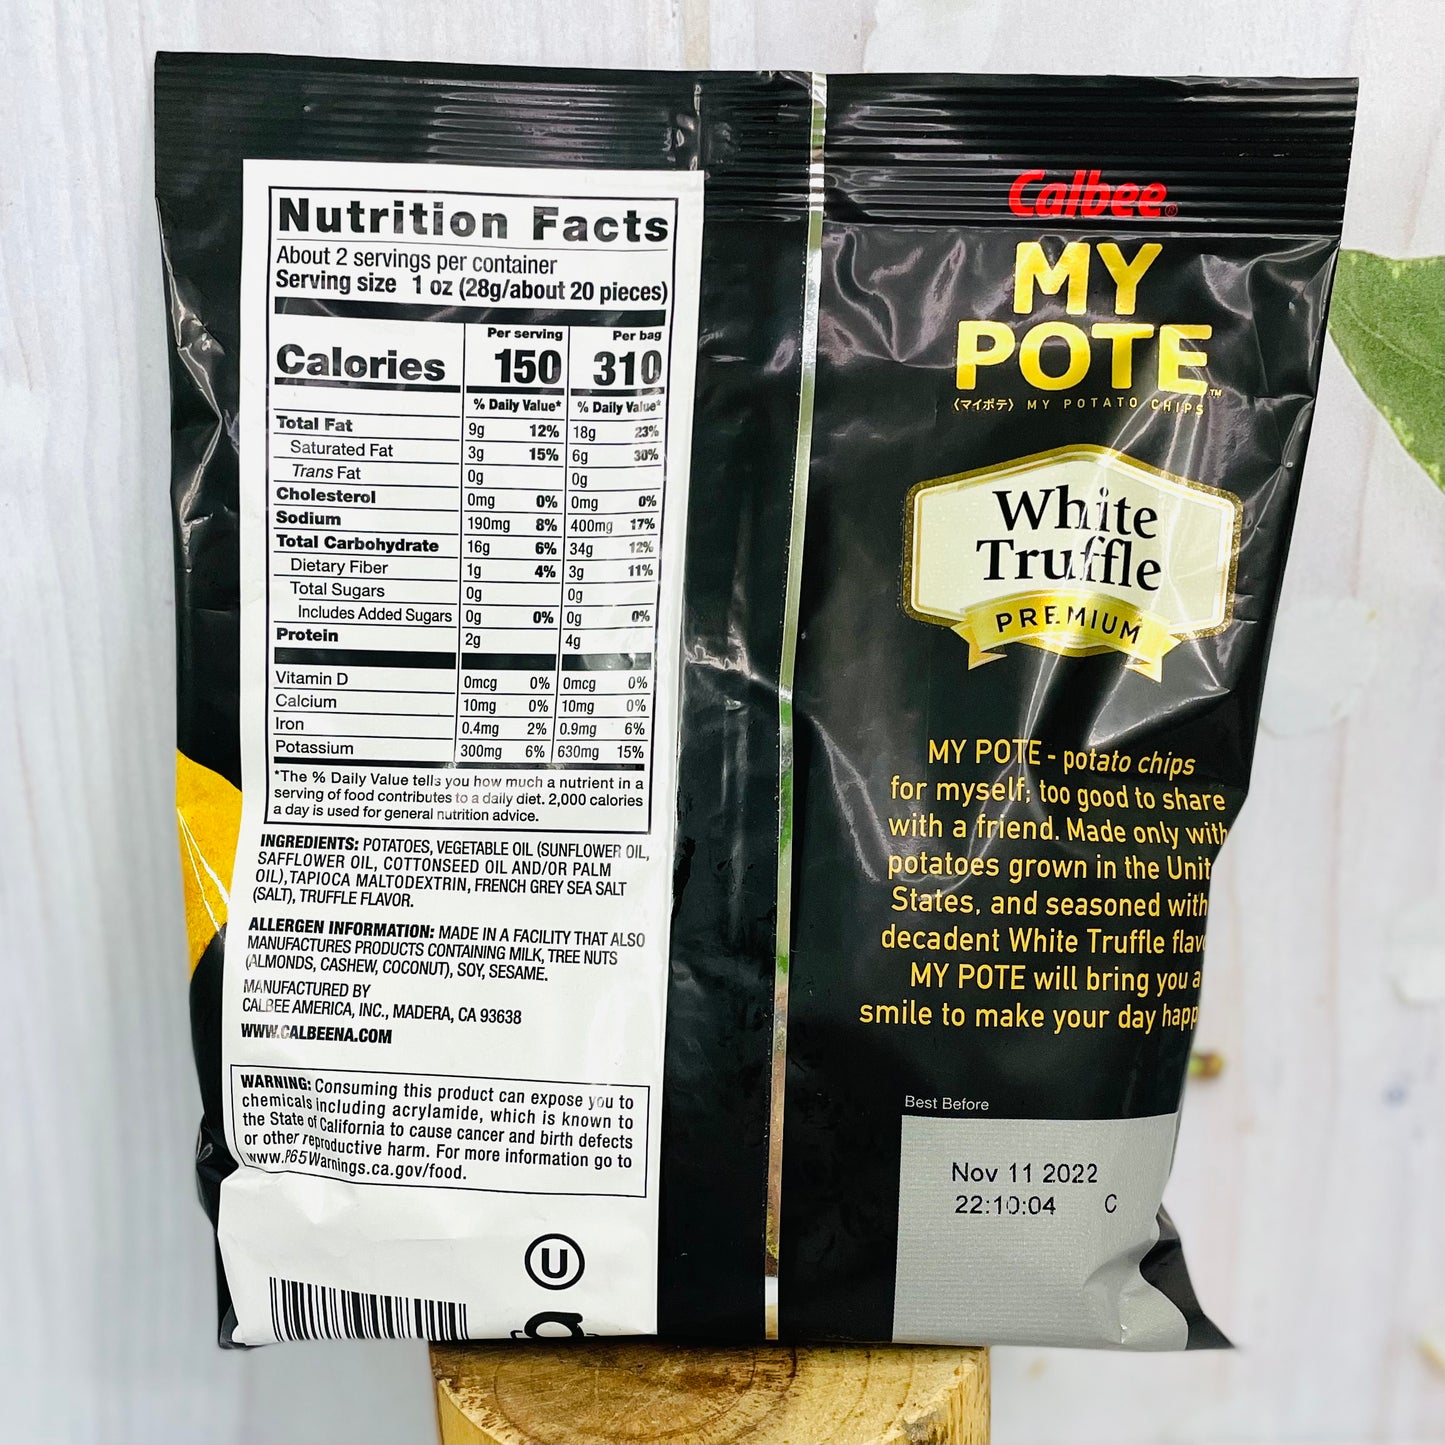 Nutrition Facts
About 2 servings per container
Serving size 1 oz (28g/about 20 pieces)
Per serving Per bag
Calories 150 310
% Daily Value* % Daily Value*
Total Fat 9g 12% 18g 23%
Saturated Fat 3g 15% 6g 30%
Trans Fat 0g 0g
Cholesterol 0mg 0% 0mg 0%
Sodium 190mg 8% 400mg 17%
Total Carbohydrate 16g 6% 34g 12%
Dietary Fiber 1g 4% 3g 11%
Total Sugars 0g 0g
Includes Added Sugars 0g 0% 0g 0%
Protein 2g 4g
Vitamin D 0mcg 0% 0mcg 0%
Calcium 10mg 0% 10mg 0%
Iron 0.4mg 2% 0.9mg 6%
Potassium 300mg 6% 630mg 15%
*The % Daily Value tells you how much a nutrient in a
serving of food contributes to a daily diet. 2,000 calories
a day is used for general nutrition advice.
INGREDIENTS: POTATOES, VEGETABLE OIL (SUNFLOWER OIL,
SAFFLOWER OIL, COTTONSEED OIL AND/OR PALM
OIL), TAPIOCA MALTODEXTRIN, FRENCH GREY SEA SALT
(SALT), TRUFFLE FLAVOR.
ALLERGEN INFORMATION: MADE IN A FACILITY THAT ALSO
MANUFACTURES PRODUCTS CONTAINING MILK, TREE NUTS
(ALMONDS, CASHEW, COCONUT), SOY, SESAME.
MANUFACTURED BY
CALBEE AMERICA, INC., MADERA, CA 93638
WWW.CALBEENA.COM
WARNING: Consuming this product can expose you to
chemicals including acrylamide, which is known to
the State of California to cause cancer and birth defects
or other reproductive harm. For more information go to
www.P65Warnings.ca.gov/food.
U
Calbee®
MY
POTE™
〈マイポテ〉 MY POTATO CHIPS
White
Truffle
PREMIUM
MY POTE - potato chips
for myself; too good to share
with a friend. Made only with
potatoes grown in the Unit
States, and seasoned with
decadent White Truffle flav
MY POTE will bring you a
smile to make your day happ
Best Before
Nov 11 2022
22:10:04 C